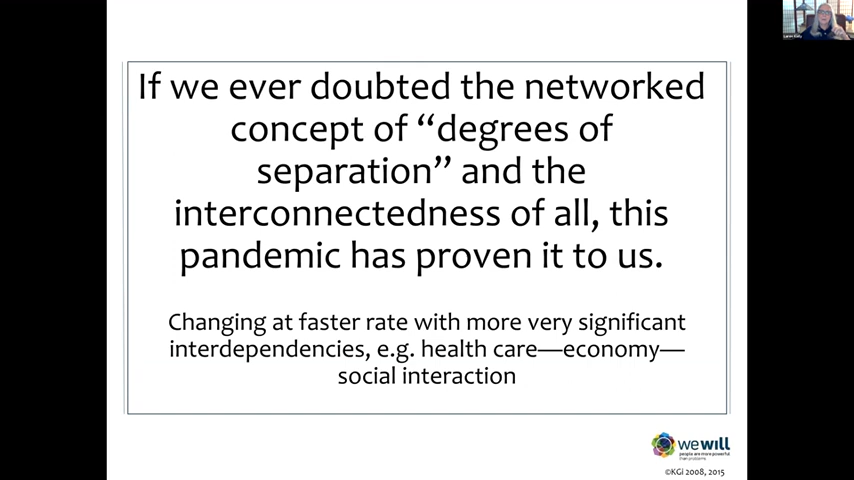 If we ever doubted the networked
concept of “degrees of
separation” and the
interconnectedness of all, this
pandemic has proven it to us.
Changing at faster rate with more very significant
interdependencies, e.g. health care—economy—
social interaction
we will
people are more powerful
than problems
©KGi 2008, 2015